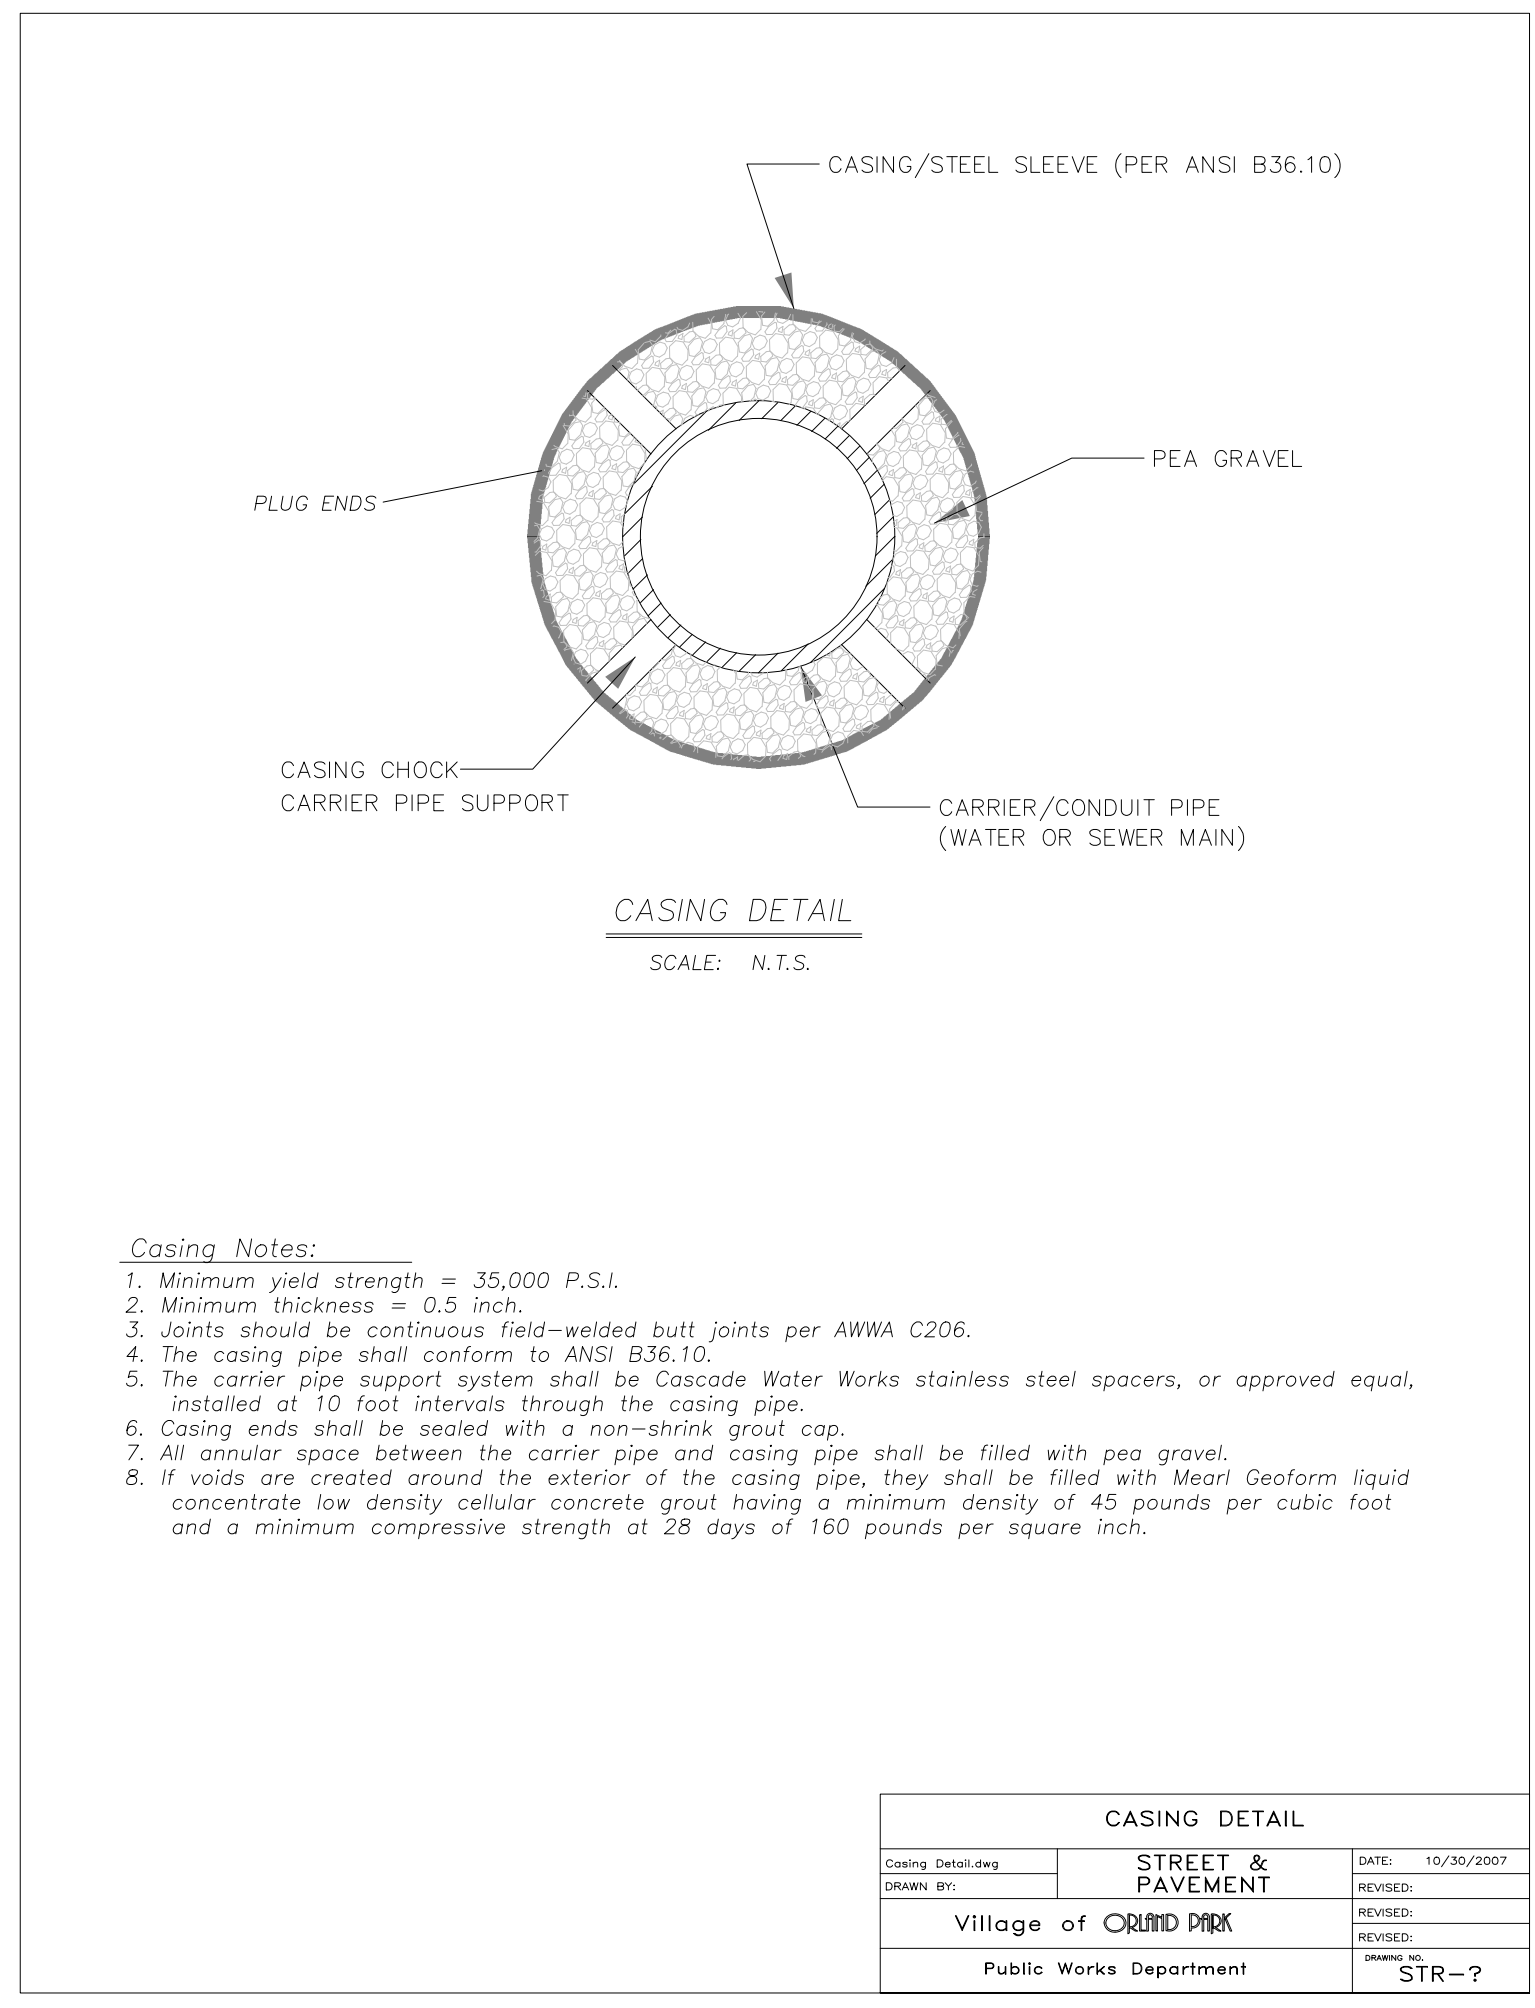 CASING/STEEL SLEEVE (PER ANSI B36.10)
PEA GRAVEL
PLUG ENDS
CASING CHOCK
CARRIER PIPE SUPPORT
CARRIER/CONDUIT PIPE
(WATER OR SEWER MAIN)
CASING DETAIL
SCALE: N.T.S.
Casing Notes:
1. Minimum yield strength = 35,000 P.S.I.
2. Minimum thickness = 0.5 inch.
3. Joints should be continuous field-welded butt joints per AWWA C206.
4. The casing pipe shall conform to ANSI B36.10.
5. The carrier pipe support system shall be Cascade Water Works stainless steel spacers, or approved equal,
installed at 10 foot intervals through the casing pipe.
6. Casing ends shall be sealed with a non-shrink grout cap.
7. All annular space between the carrier pipe and casing pipe shall be filled with pea gravel.
8. If voids are created around the exterior of the casing pipe, they shall be filled with Mearl Geoform liquid
concentrate low density cellular concrete grout having a minimum density of 45 pounds per cubic foot
and a minimum compressive strength at 28 days of 160 pounds per square inch.
CASING DETAIL
Casing Detail.dwg
DRAWN BY:
STREET &
PAVEMENT
DATE: 10/30/2007
REVISED:
REVISED:
REVISED:
Village of ORLAND PARK
Public Works Department
DRAWING NO.
STR-?